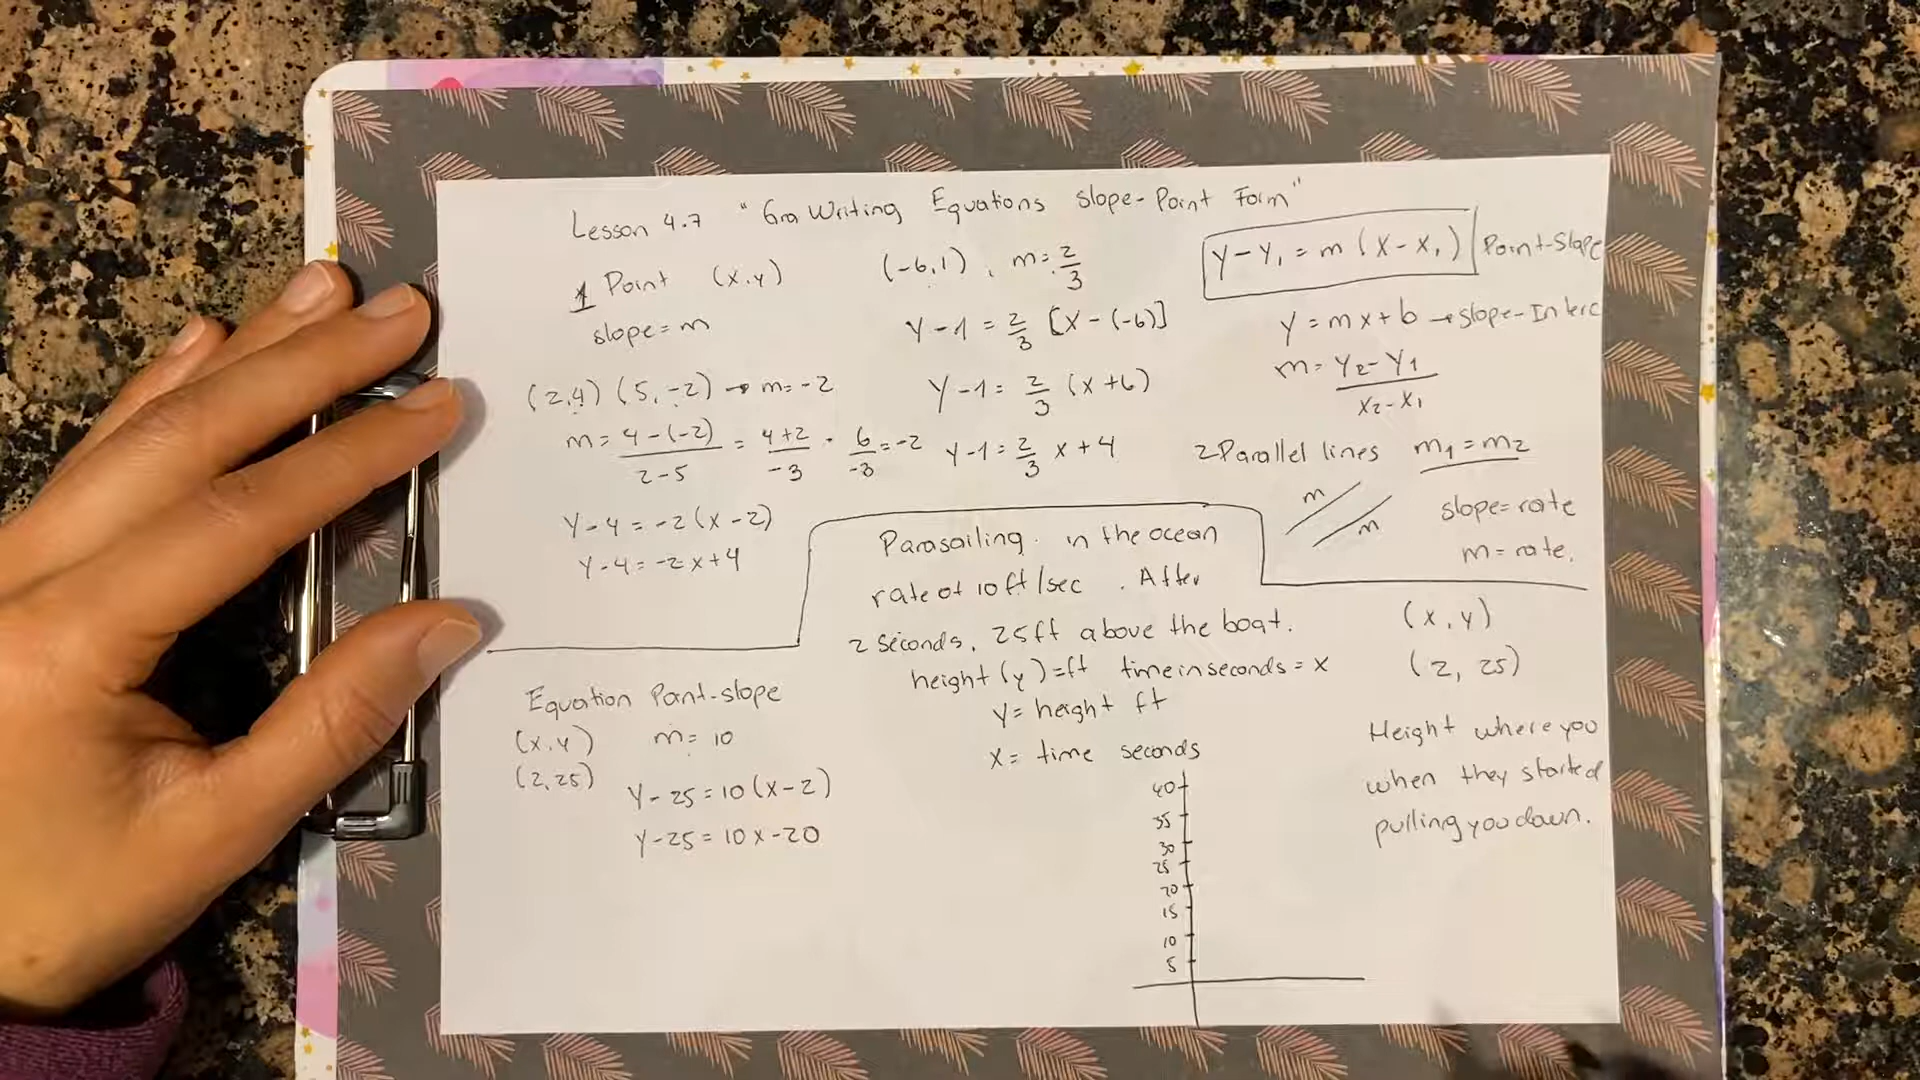 Lesson 4.7 "Gra Writing Equations Slope-Point Form"
1 Point (x,y)
slope=m
(2,4) (5,-2) → m=-2
m= 4-(-2) / 2-5 = 4+2 / -3 = 6 / -3 =-2
Y-4=-2(x-2)
Y-4=-2x+4
(-6,1), m=2/3
Y-1=2/3 [x-(-6)]
Y-1=2/3 (x+6)
Y-1=2/3 x+4
Y-Y₁=m(X-X₁) Point-Slope
y=mx+b → slope-Interc
m= Y₂-Y₁ / X₂-X₁
2 Parallel lines m₁=m₂
m
m
slope=rate
m=rate.
Parasailing. in the ocean
rate of 10ft/sec. After
2 seconds, 25ft above the boat.
height(y)=ft time in seconds=x
y=height ft
x=time seconds
(x,y)
(2,25)
Equation Point-slope
(x,y) m=10
(2,25)
Y-25=10(x-2)
Y-25=10x-20
Height where you
when they started
pulling you down.
40
35
30
25
20
15
10
5